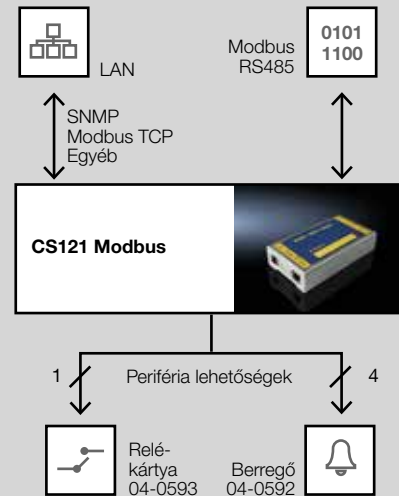 LAN
Modbus
RS485
0101
1100
SNMP
Modbus TCP
Egyéb
CS121 Modbus
1
Periféria lehetőségek
4
Relé-
kártya
04-0593
Berregő
04-0592